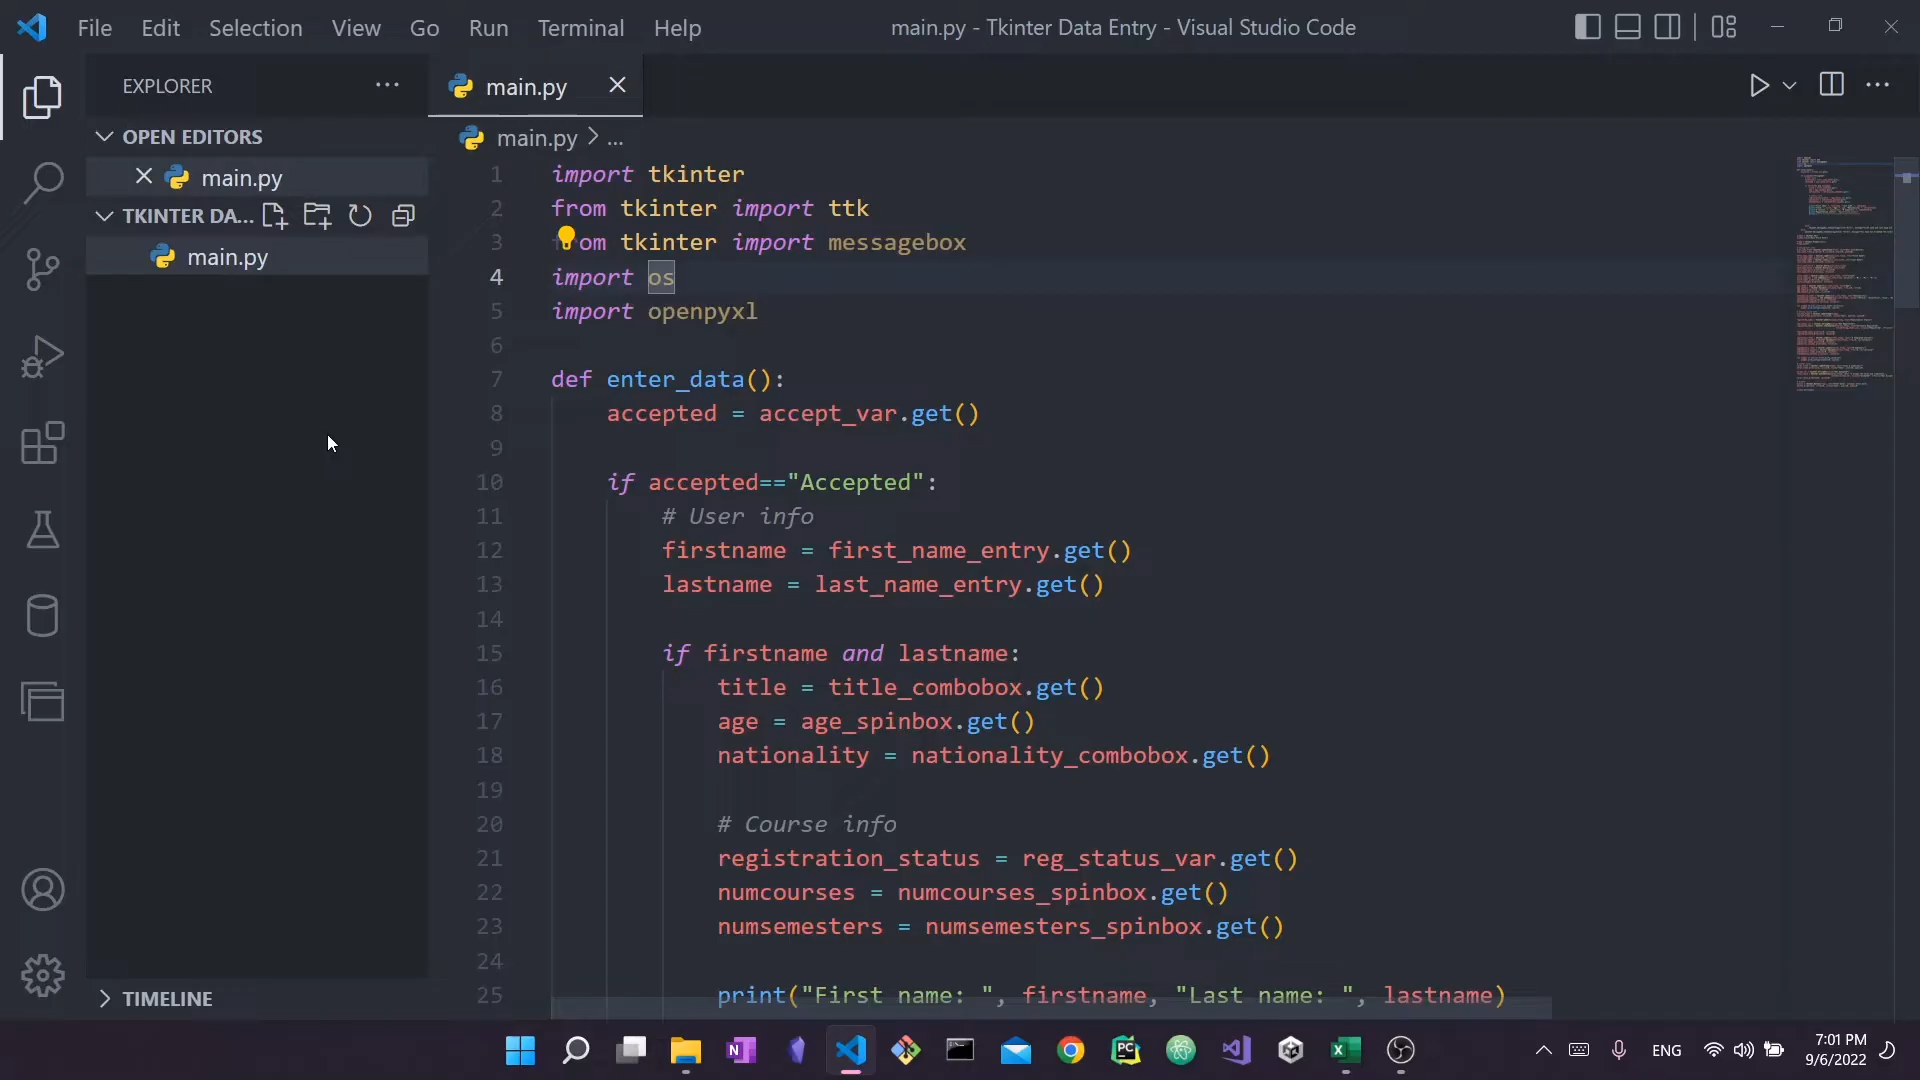 File Edit Selection View Go Run Terminal Help
main.py - Tkinter Data Entry - Visual Studio Code
EXPLORER
OPEN EDITORS
main.py
TKINTER DA...
main.py
TIMELINE
main.py
main.py > ...
1 import tkinter
2 from tkinter import ttk
3 from tkinter import messagebox
4 import os
5 import openpyxl
6
7 def enter_data():
8 accepted = accept_var.get()
9
10 if accepted=="Accepted":
11 # User info
12 firstname = first_name_entry.get()
13 lastname = last_name_entry.get()
14
15 if firstname and lastname:
16 title = title_combobox.get()
17 age = age_spinbox.get()
18 nationality = nationality_combobox.get()
19
20 # Course info
21 registration_status = reg_status_var.get()
22 numcourses = numcourses_spinbox.get()
23 numsemesters = numsemesters_spinbox.get()
24
25 print("First name: ", firstname, "Last name: ", lastname)
ENG
7:01 PM
9/6/2022